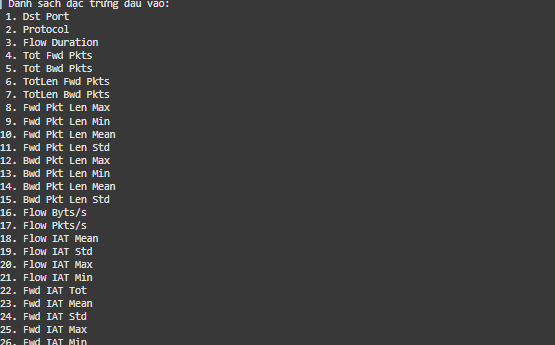 Danh sách đặc trưng đầu vào:
1. Dst Port
2. Protocol
3. Flow Duration
4. Tot Fwd Pkts
5. Tot Bwd Pkts
6. TotLen Fwd Pkts
7. TotLen Bwd Pkts
8. Fwd Pkt Len Max
9. Fwd Pkt Len Min
10. Fwd Pkt Len Mean
11. Fwd Pkt Len Std
12. Bwd Pkt Len Max
13. Bwd Pkt Len Min
14. Bwd Pkt Len Mean
15. Bwd Pkt Len Std
16. Flow Byts/s
17. Flow Pkts/s
18. Flow IAT Mean
19. Flow IAT Std
20. Flow IAT Max
21. Flow IAT Min
22. Fwd IAT Tot
23. Fwd IAT Mean
24. Fwd IAT Std
25. Fwd IAT Max
26. Fwd IAT Min